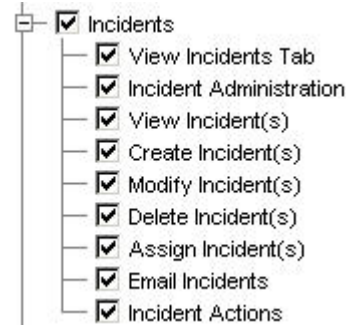 Incidents
View Incidents Tab
Incident Administration
View Incident(s)
Create Incident(s)
Modify Incident(s)
Delete Incident(s)
Assign Incident(s)
Email Incidents
Incident Actions